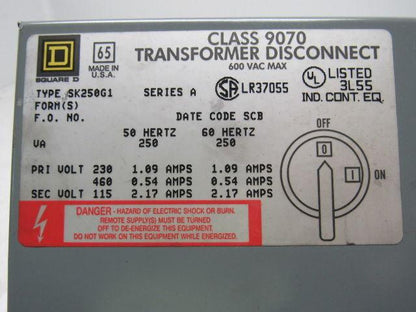 CLASS 9070
TRANSFORMER DISCONNECT
600 VAC MAX
D
SQUARE D
65
MADE IN
U.S.A.
TYPE SK250G1
SERIES A
SA
LR37055
UL
LISTED
3L55
IND. CONT. EQ.
FORM(S)
F.O. NO.
DATE CODE SCB
50 HERTZ 60 HERTZ
VA 250 250
PRI VOLT 230 1.09 AMPS 1.09 AMPS
460 0.54 AMPS 0.54 AMPS
SEC VOLT 115 2.17 AMPS 2.17 AMPS
OFF
O
I
ON
DANGER - HAZARD OF ELECTRIC SHOCK OR BURN.
REMOTE SUPPLY(S) MUST BE TURNED
OFF TO DE-ENERGIZE THIS EQUIPMENT.
DO NOT WORK ON THIS EQUIPMENT WHILE ENERGIZED.